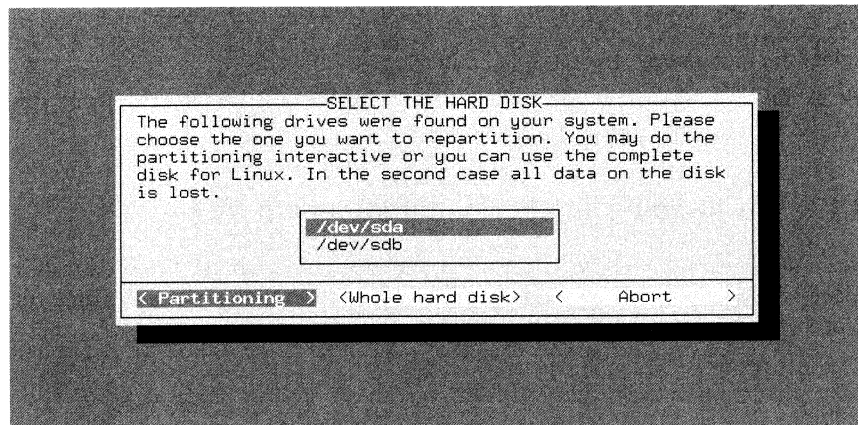 SELECT THE HARD DISK
The following drives were found on your system. Please
choose the one you want to repartition. You may do the
partitioning interactive or you can use the complete
disk for Linux. In the second case all data on the disk
is lost.
/dev/sda
/dev/sdb
< Partitioning > <Whole hard disk> < Abort >